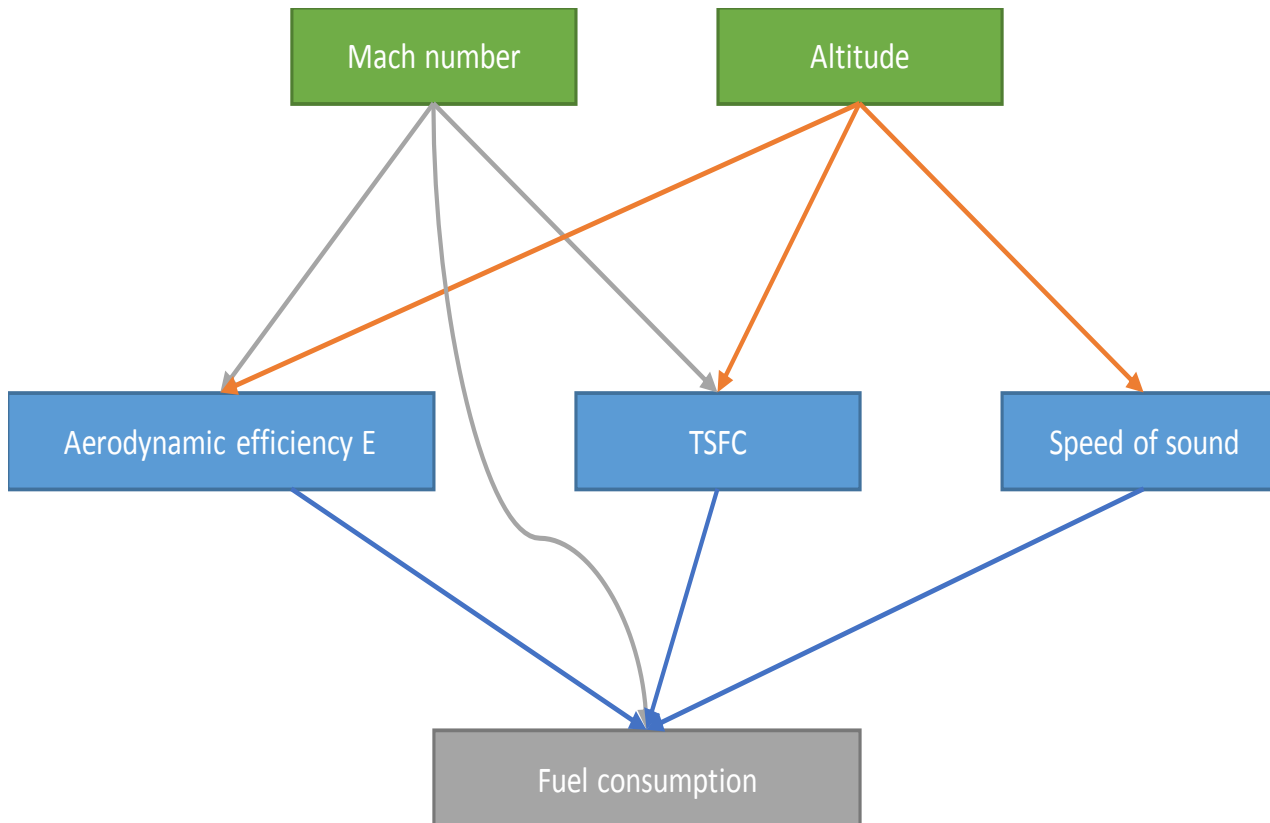 Mach number
Altitude
Aerodynamic efficiency E
TSFC
Speed of sound
Fuel consumption